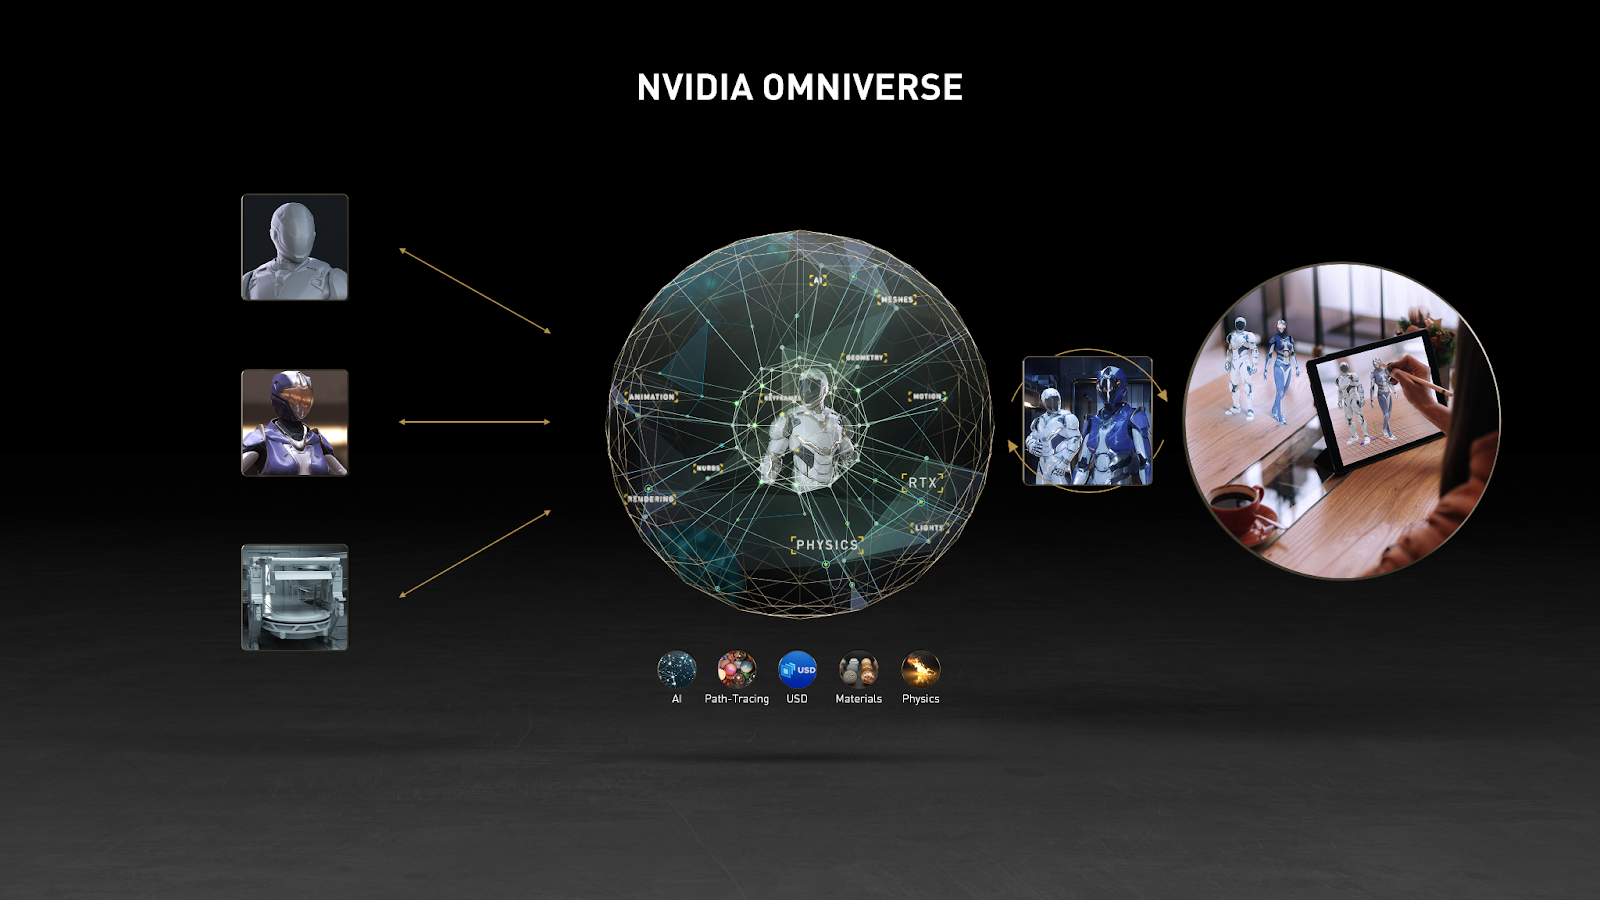 NVIDIA OMNIVERSE
AI
MESHES
GEOMETRY
ANIMATION
KEYFRAMES
MOTION
NURBS
RTX
RENDERING
LIGHTS
PHYSICS
USD
AI
Path-Tracing
USD
Materials
Physics